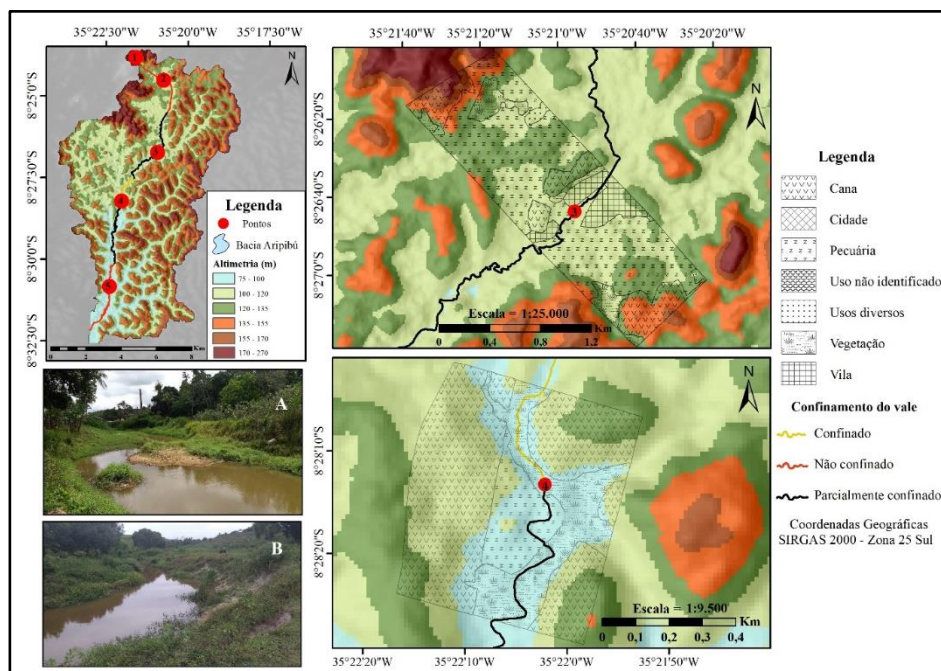 35°22'30"W 35°20'0"W 35°17'30"W
8°25'0"S
8°27'30"S
8°30'0"S
8°32'30"S
N
1
2
3
4
5
Legenda
Pontos
Bacia Aripibú
Altimetria (m)
75 - 100
100 - 120
120 - 135
135 - 155
155 - 170
170 - 270
0 2 4 6 8
Km
A
B
35°21'40"W 35°21'20"W 35°21'0"W 35°20'40"W 35°20'20"W
8°26'20"S
8°26'40"S
8°27'0"S
N
3
Escala = 1:25.000
Km
0 0.4 0.8 1.2
8°28'10"S
8°28'20"S
N
Escala = 1:9.500
Km
0 0,1 0,2 0,3 0,4
35°22'20"W 35°22'10"W 35°22'0"W 35°21'50"W
Legenda
Cana
Cidade
Pecuária
Uso não identificado
Usos diversos
Vegetação
Vila
Confinamento do vale
Confinado
Não confinado
Parcialmente confinado
Coordenadas Geográficas
SIRGAS 2000 - Zona 25 Sul